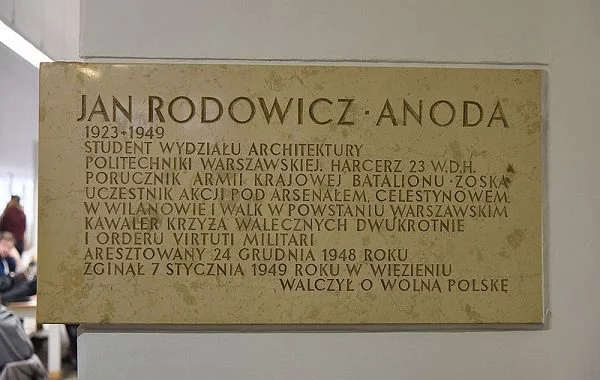 JAN RODOWICZ · ANODA
1923 + 1949
STUDENT WYDZIAŁU ARCHITEKTURY
POLITECHNIKI WARSZAWSKIEJ. HARCERZ 23 W.D.H.
PORUCZNIK ARMII KRAJOWEJ BATALIONU · ZOŚKA
UCZESTNIK AKCJI POD ARSENAŁEM, CELESTYNOWEM,
W WILANOWIE I WALK W POWSTANIU WARSZAWSKIM
KAWALER KRZYŻA WALECZNYCH DWUKROTNIE
I ORDERU VIRTUTI MILITARI
ARESZTOWANY 24 GRUDNIA 1948 ROKU
ZGINĄŁ 7 STYCZNIA 1949 ROKU W WIĘZIENIU
WALCZYŁ O WOLNĄ POLSKĘ